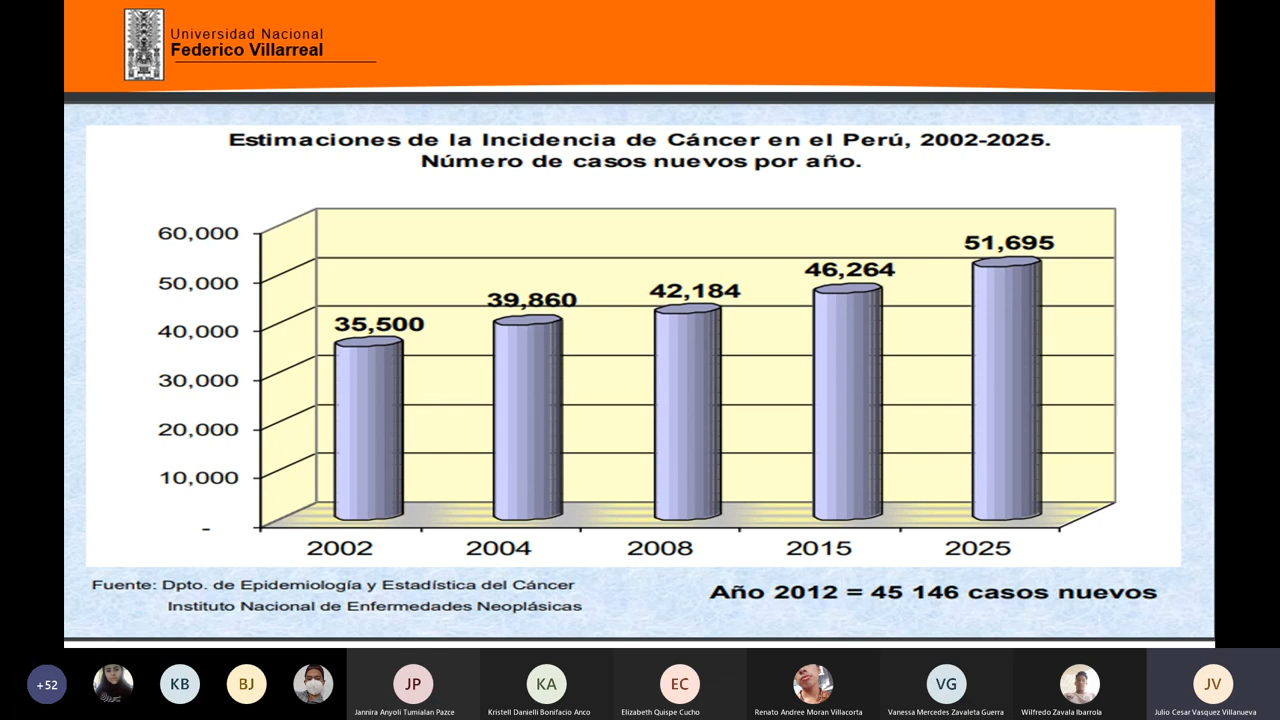 Universidad Nacional
Federico Villarreal
Estimaciones de la Incidencia de Cáncer en el Perú, 2002-2025.
Número de casos nuevos por año.
60,000
50,000
40,000
30,000
20,000
10,000
-
35,500
39,860
42,184
46,264
51,695
2002 2004 2008 2015 2025
Fuente: Dpto. de Epidemiología y Estadística del Cáncer
Instituto Nacional de Enfermedades Neoplásicas
Año 2012 = 45 146 casos nuevos
+52
KB
BJ
JP
KA
EC
VG
JV
Jannira Anyoli Tumialan Pazce
Kristell Danielli Bonifacio Anco
Elizabeth Quispe Cucho
Renato Andree Moran Villacorta
Vanessa Mercedes Zavaleta Guerra
Wilfredo Zavala Ibarrola
Julio Cesar Vasquez Villanueva